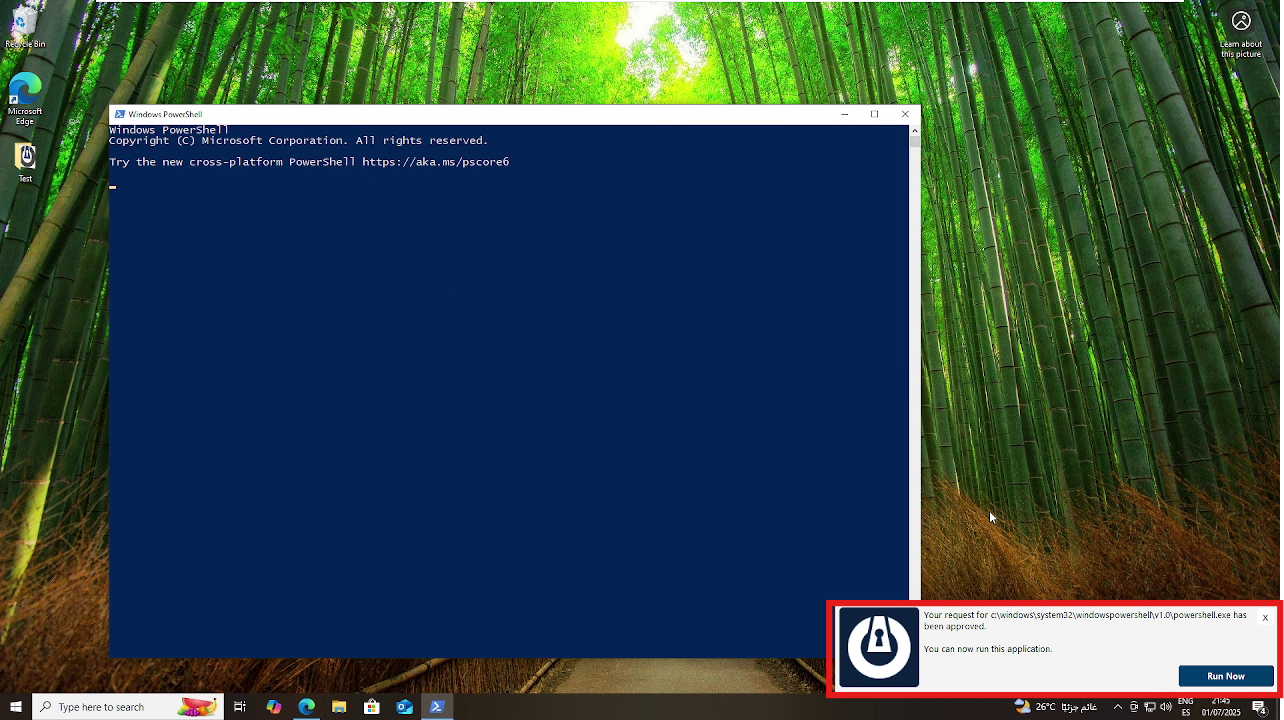 Recycle Bin
Learn about
this picture
Microsoft
Edge
Test
Windows PowerShell
Windows PowerShell
Copyright (C) Microsoft Corporation. All rights reserved.
Try the new cross-platform PowerShell https://aka.ms/pscore6
Your request for c:\windows\system32\windowspowershell\v1.0\powershell.exe has
been approved.
X
You can now run this application.
Run Now
Type here to search
26°C غائم جزئيًا
21:45
ES
01/07/2025